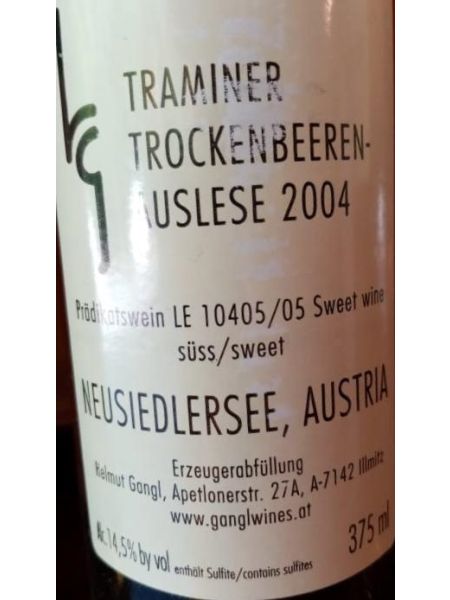 TRAMINER
TROCKENBEEREN-
AUSLESE 2004
Prädikatswein LE 10405/05 Sweet wine
süss/sweet
NEUSIEDLERSEE, AUSTRIA
Erzeugerabfüllung
Helmut Gangl, Apetlonerstr. 27A, A-7142 Illmitz
www.ganglwines.at
Alc.14,5% by vol enthält Sulfite/contains sulfites 375 ml